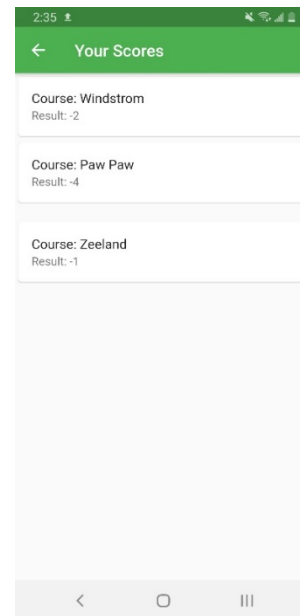 2:35
Your Scores
Course: Windstrom
Result: -2
Course: Paw Paw
Result: -4
Course: Zeeland
Result: -1